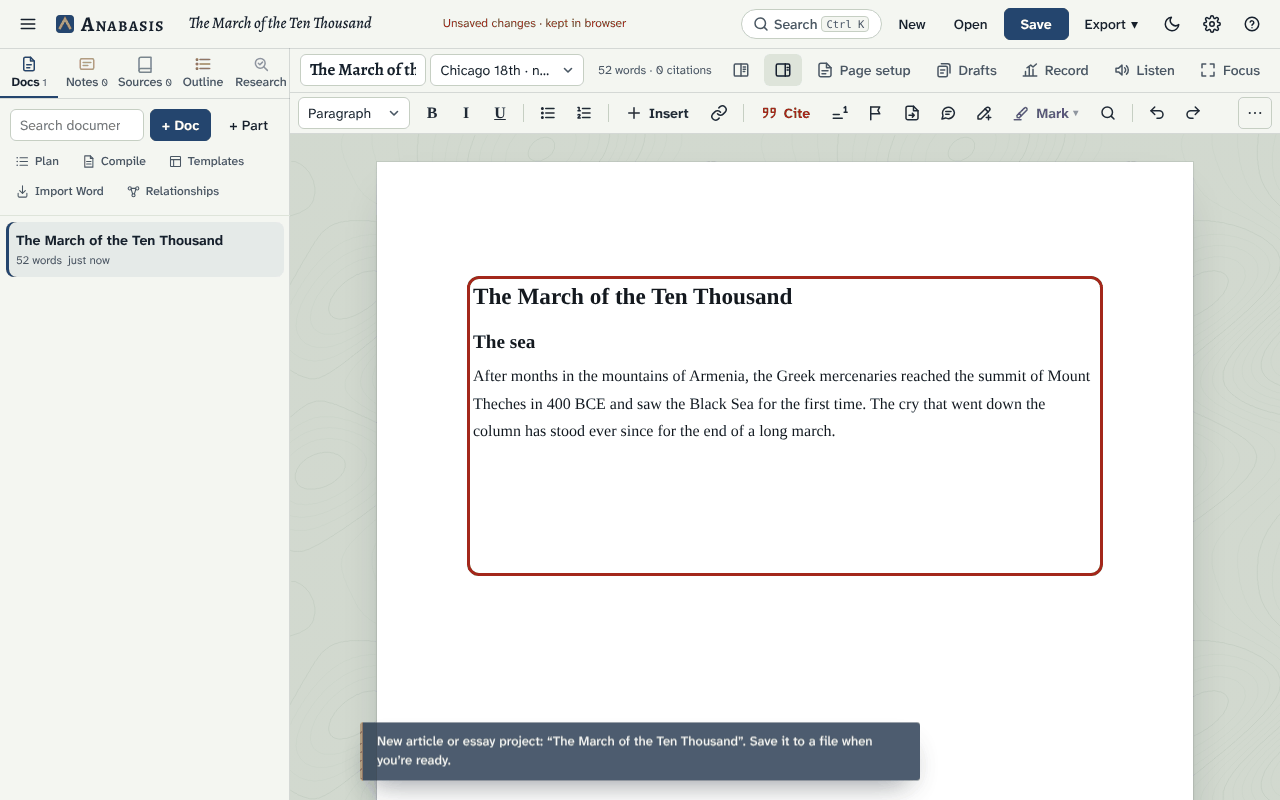 ANABASIS
The March of the Ten Thousand
Unsaved changes · kept in browser
Search Ctrl K
New
Open
Save
Export ▾
Docs 1
Notes 0
Sources 0
Outline
Research
The March of th
Chicago 18th · n...
52 words · 0 citations
Page setup
Drafts
Record
Listen
Focus
Search documen
+ Doc
+ Part
Paragraph
B
I
U
Insert
Cite
1
Mark ▾
...
Plan
Compile
Templates
Import Word
Relationships
The March of the Ten Thousand
52 words just now
The March of the Ten Thousand
The sea
After months in the mountains of Armenia, the Greek mercenaries reached the summit of Mount
Theches in 400 BCE and saw the Black Sea for the first time. The cry that went down the
column has stood ever since for the end of a long march.
New article or essay project: “The March of the Ten Thousand”. Save it to a file when
you’re ready.